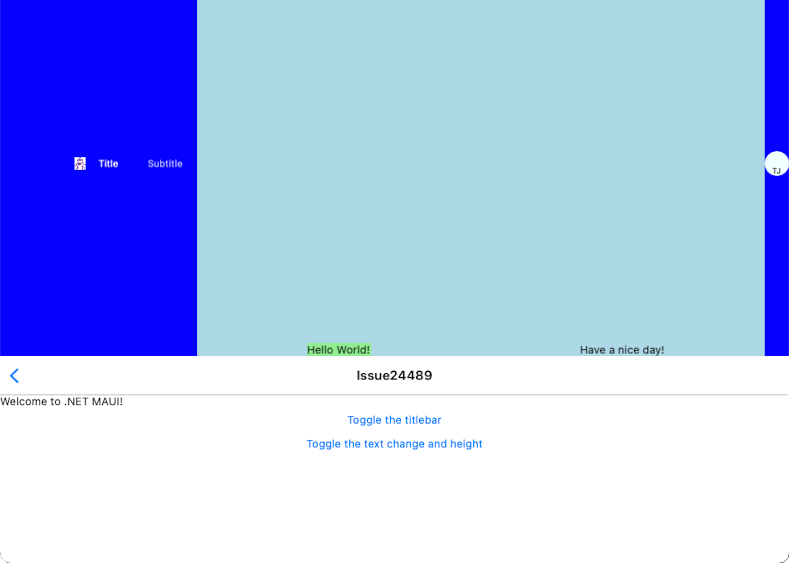 Title Subtitle
TJ
Hello World! Have a nice day!
Issue24489
Welcome to .NET MAUI!
Toggle the titlebar
Toggle the text change and height